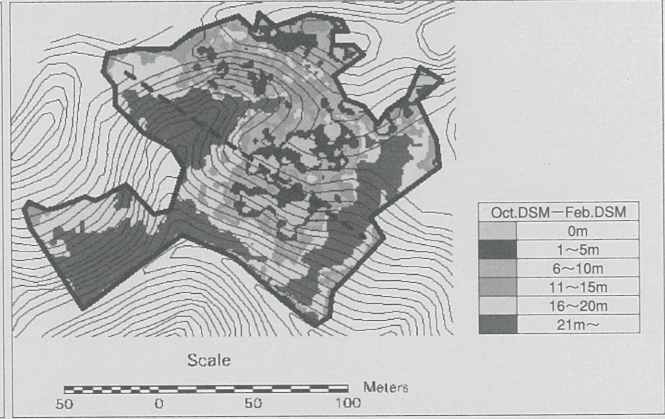 Oct.DSM－Feb.DSM
0m
1～5m
6～10m
11～15m
16～20m
21m～
Scale
Meters
50 0 50 100